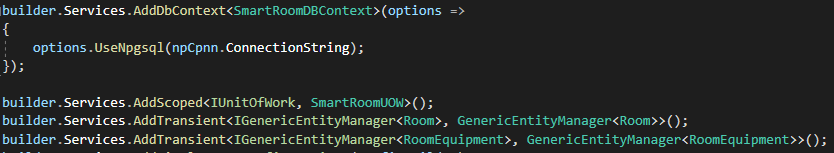 builder.Services.AddDbContext<SmartRoomDBContext>(options =>
{
options.UseNpgsql(npCpnn.ConnectionString);
});
builder.Services.AddScoped<IUnitOfWork, SmartRoomUOW>();
builder.Services.AddTransient<IGenericEntityManager<Room>, GenericEntityManager<Room>>();
builder.Services.AddTransient<IGenericEntityManager<RoomEquipment>, GenericEntityManager<RoomEquipment>>();